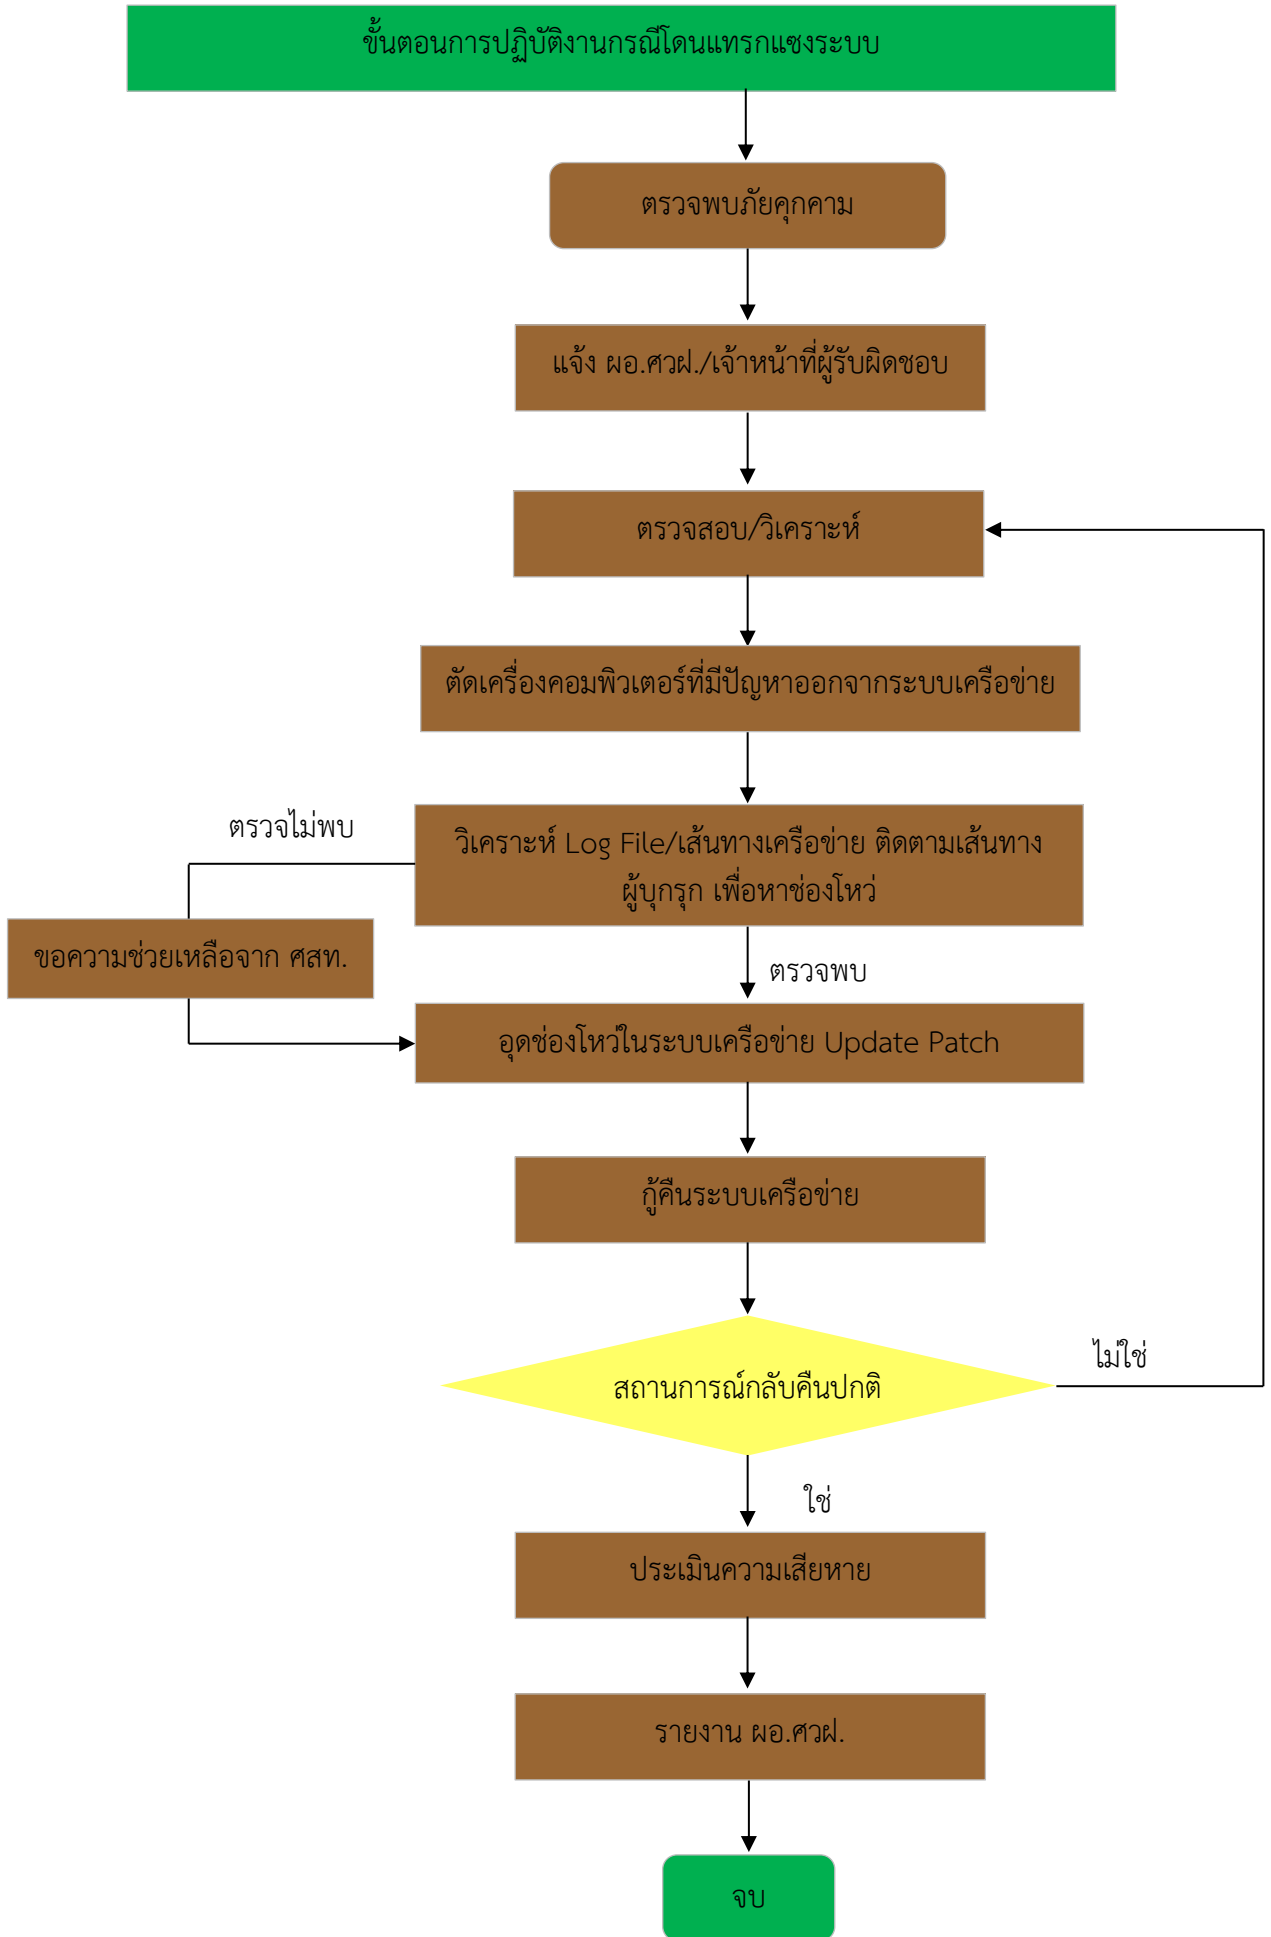 ขั้นตอนการปฏิบัติงานกรณีโดนแทรกแซงระบบ
ตรวจพบภัยคุกคาม
แจ้ง ผอ.ศวฝ./เจ้าหน้าที่ผู้รับผิดชอบ
ตรวจสอบ/วิเคราะห์
ตัดเครื่องคอมพิวเตอร์ที่มีปัญหาออกจากระบบเครือข่าย
ตรวจไม่พบ
วิเคราะห์ Log File/เส้นทางเครือข่าย ติดตามเส้นทาง
ผู้บุกรุก เพื่อหาช่องโหว่
ขอความช่วยเหลือจาก ศสท.
ตรวจพบ
อุดช่องโหว่ในระบบเครือข่าย Update Patch
กู้คืนระบบเครือข่าย
ไม่ใช่
สถานการณ์กลับคืนปกติ
ใช่
ประเมินความเสียหาย
รายงาน ผอ.ศวฝ.
จบ